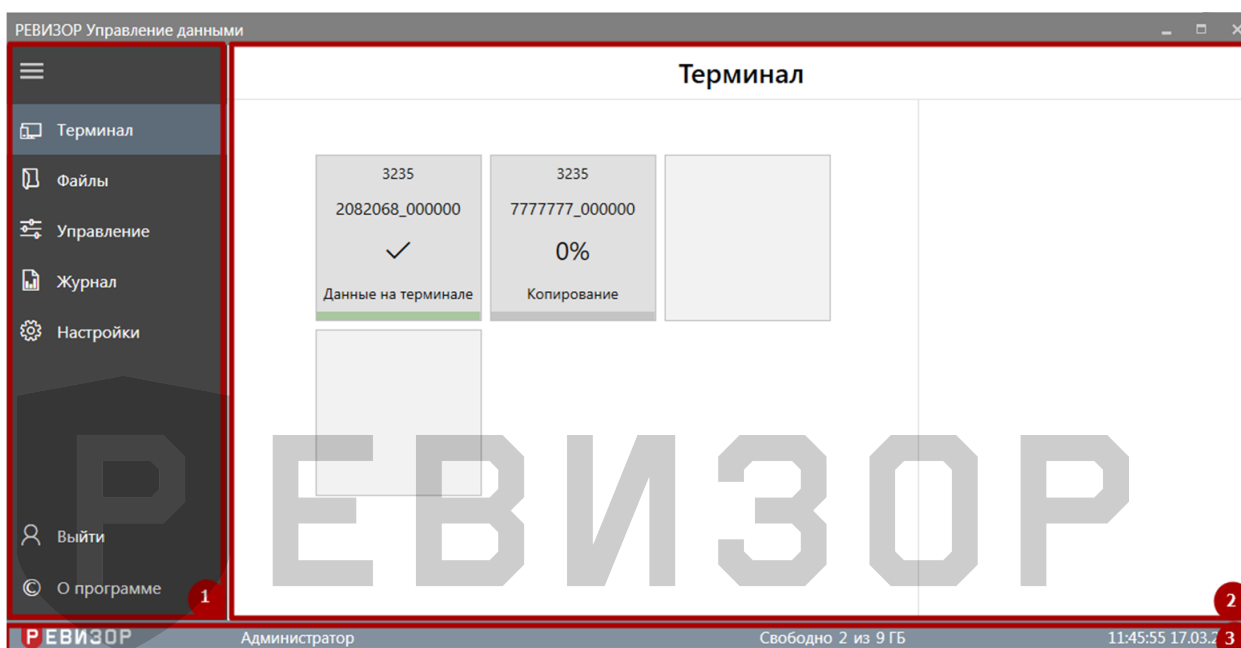 РЕВИЗОР Управление данными
Терминал
Терминал
Файлы
Управление
Журнал
Настройки
Выйти
О программе
1
3235
2082068_000000
Данные на терминале
3235
7777777_000000
0%
Копирование
РЕВИЗОР
2
РЕВИЗОР
Администратор
Свободно 2 из 9 ГБ
11:45:55 17.03.2
3